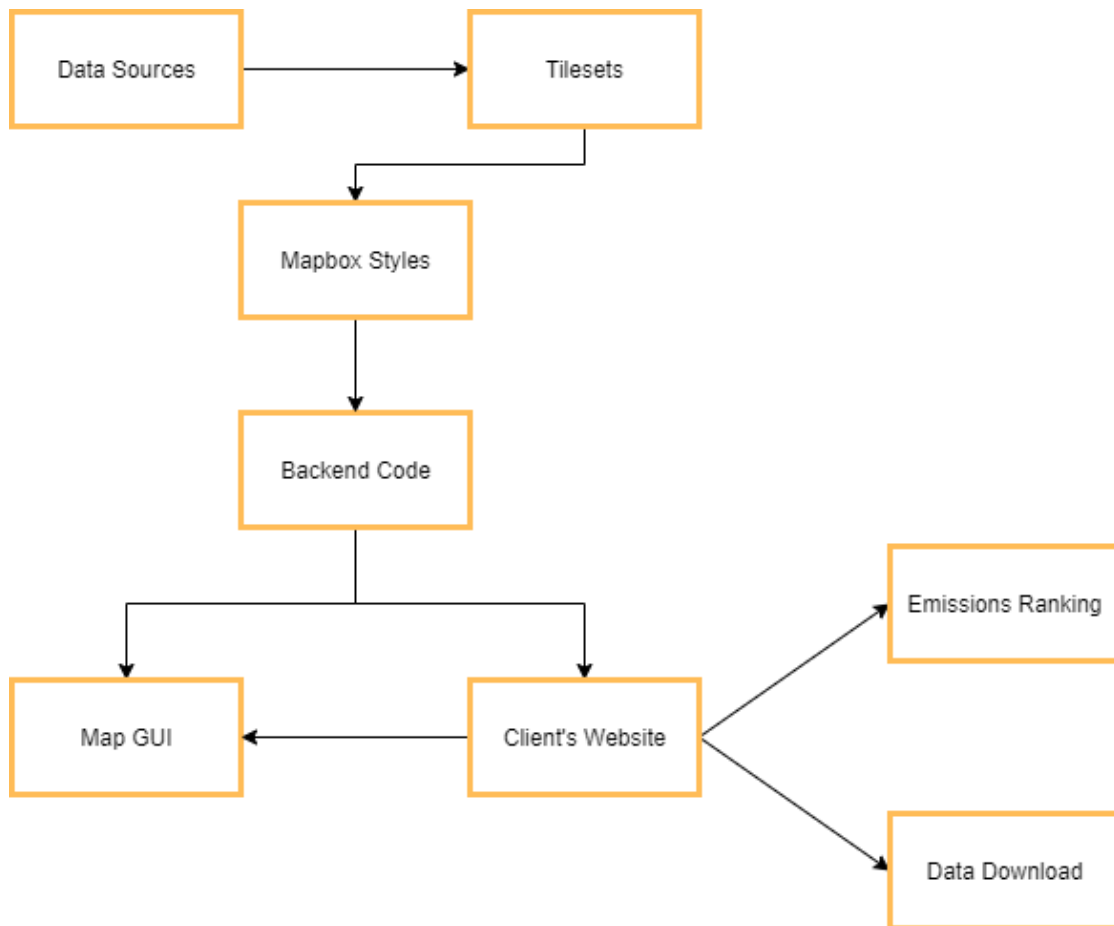 Data Sources
Tilesets
Mapbox Styles
Backend Code
Emissions Ranking
Map GUI
Client's Website
Data Download